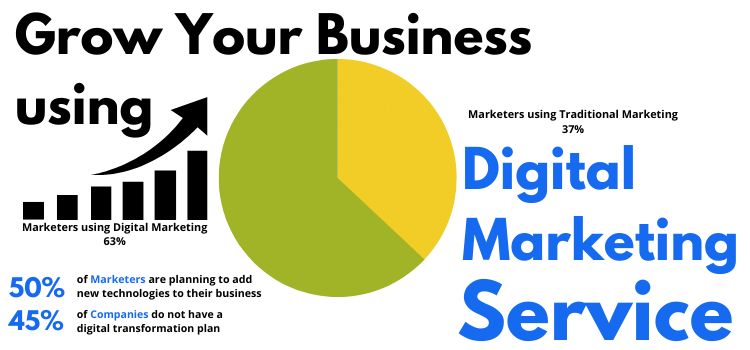 Grow Your Business
using
Marketers using Traditional Marketing
37%
Digital
Marketing
Service
Marketers using Digital Marketing
63%
50% of Marketers are planning to add
new technologies to their business
45% of Companies do not have a
digital transformation plan